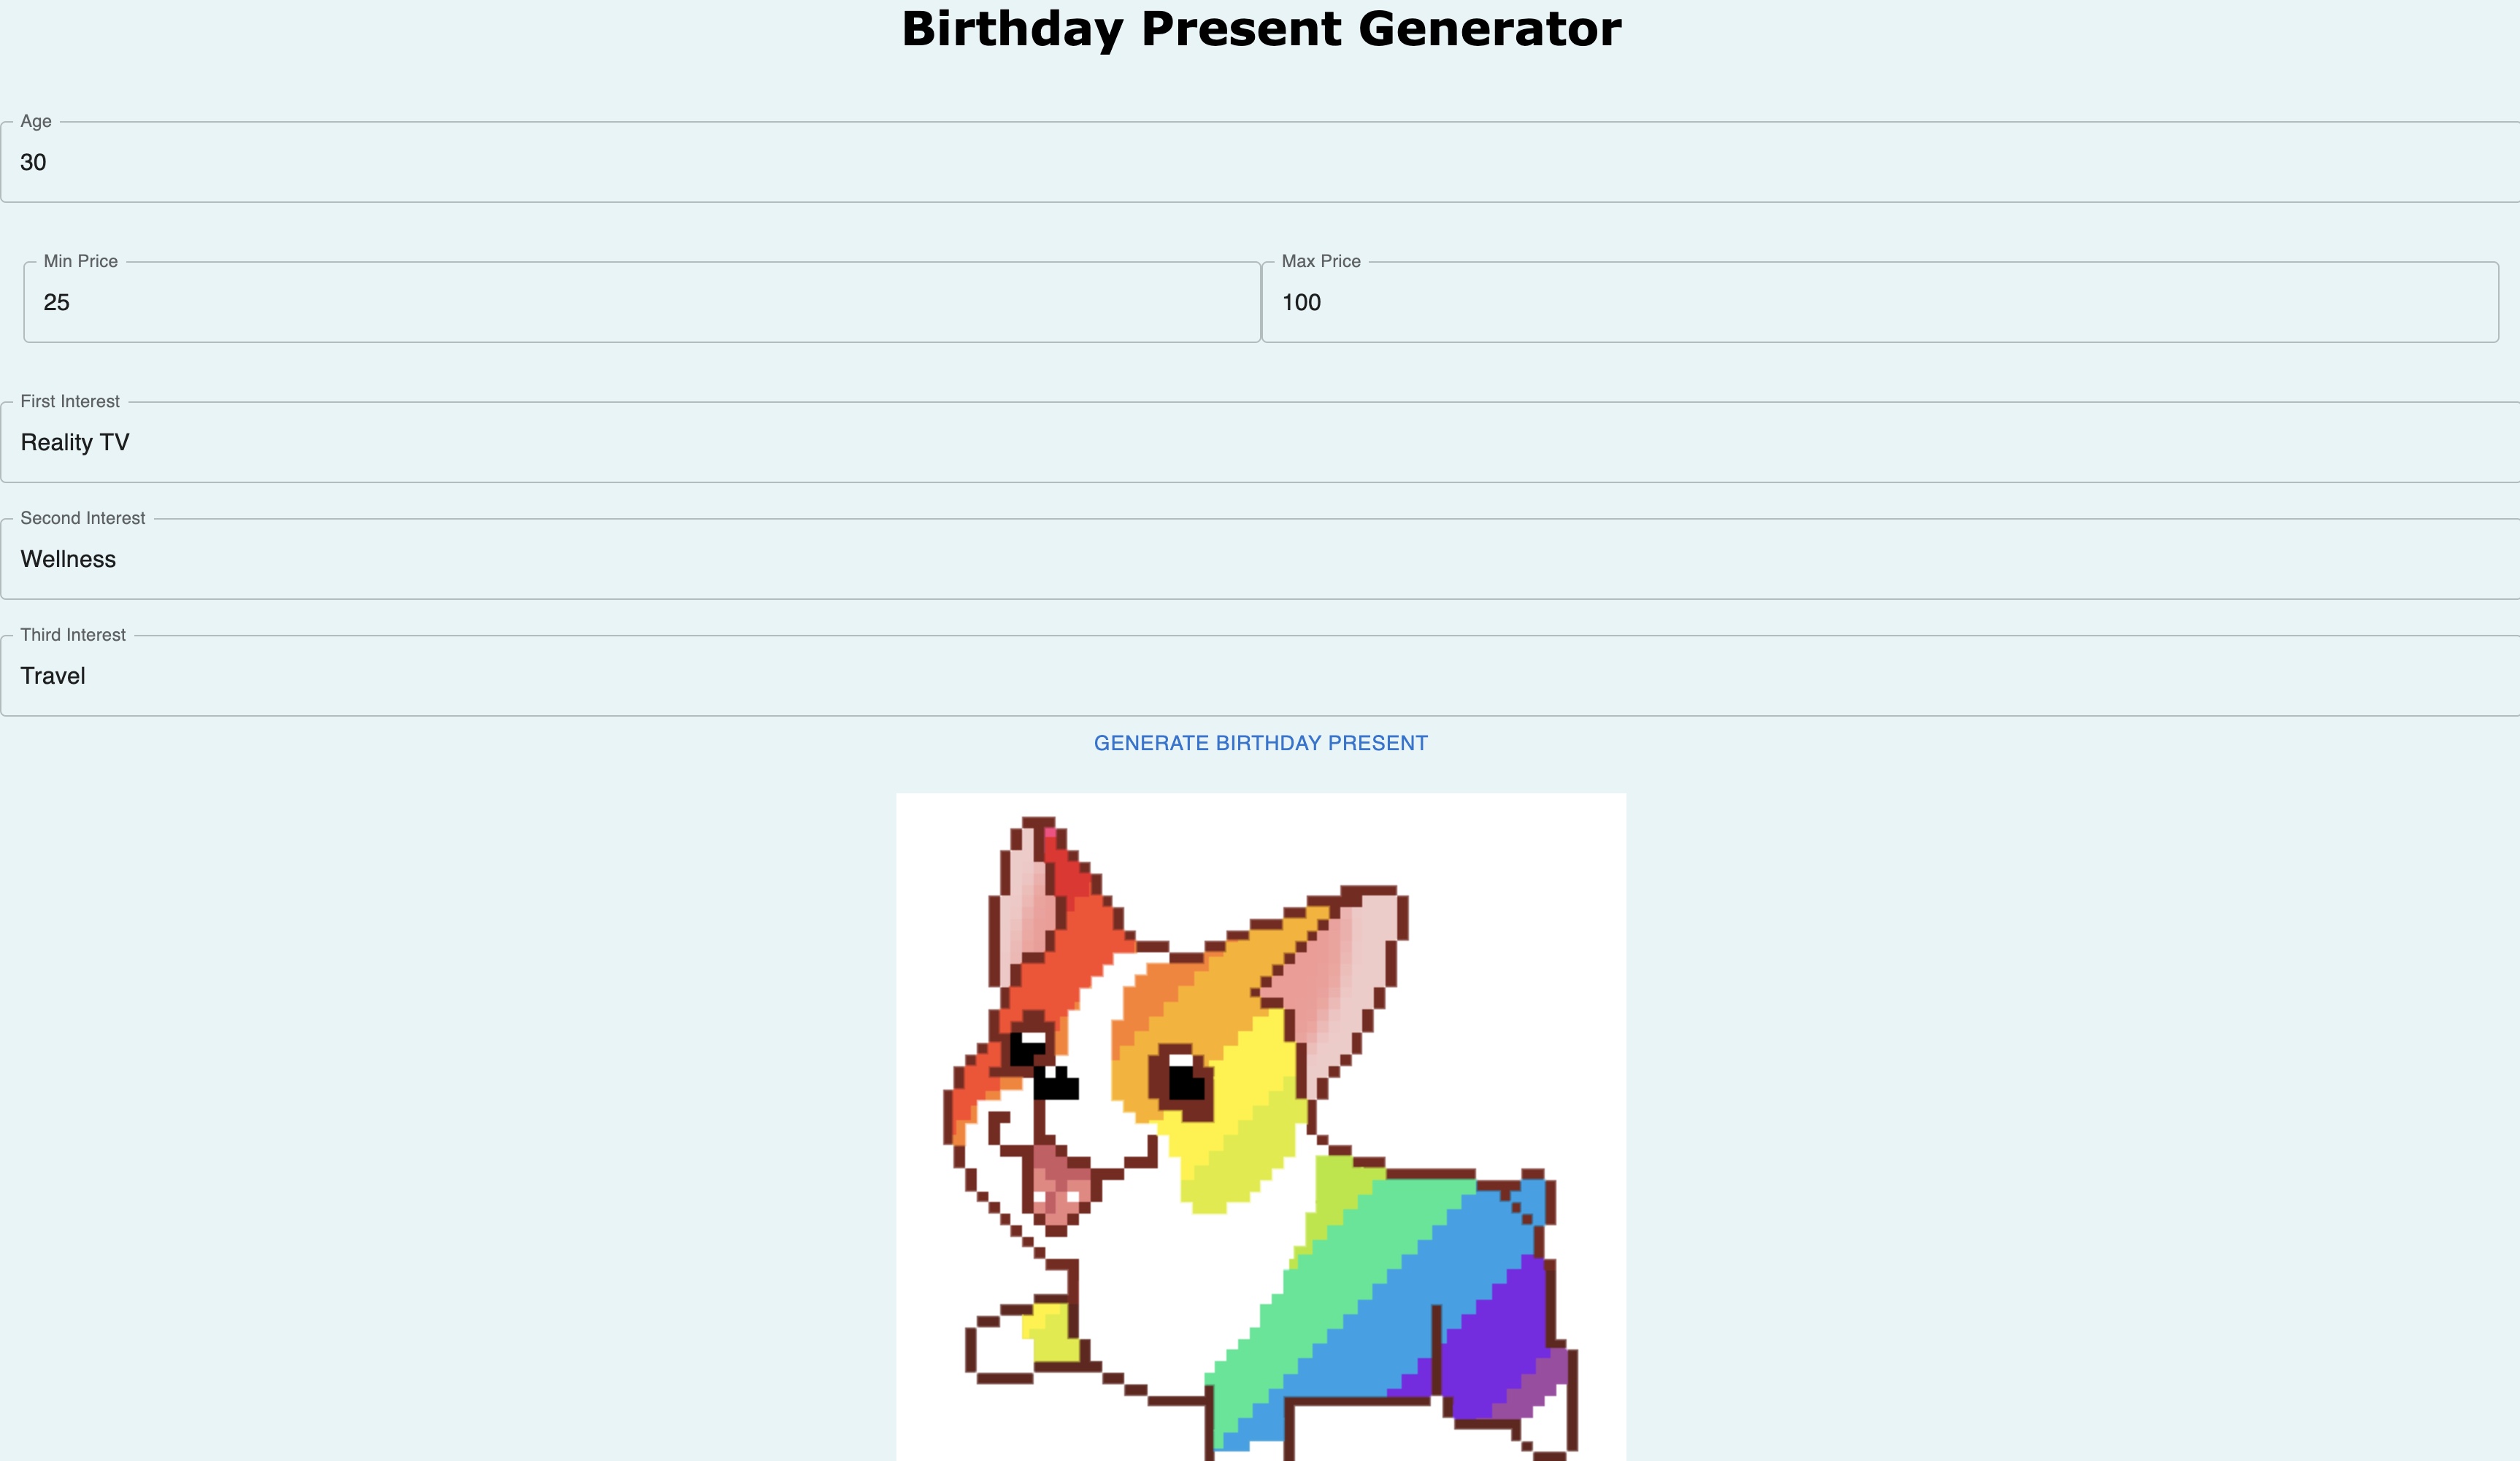 Birthday Present Generator
Age
30
Min Price
Max Price
25
100
First Interest
Reality TV
Second Interest
Wellness
Third Interest
Travel
GENERATE BIRTHDAY PRESENT